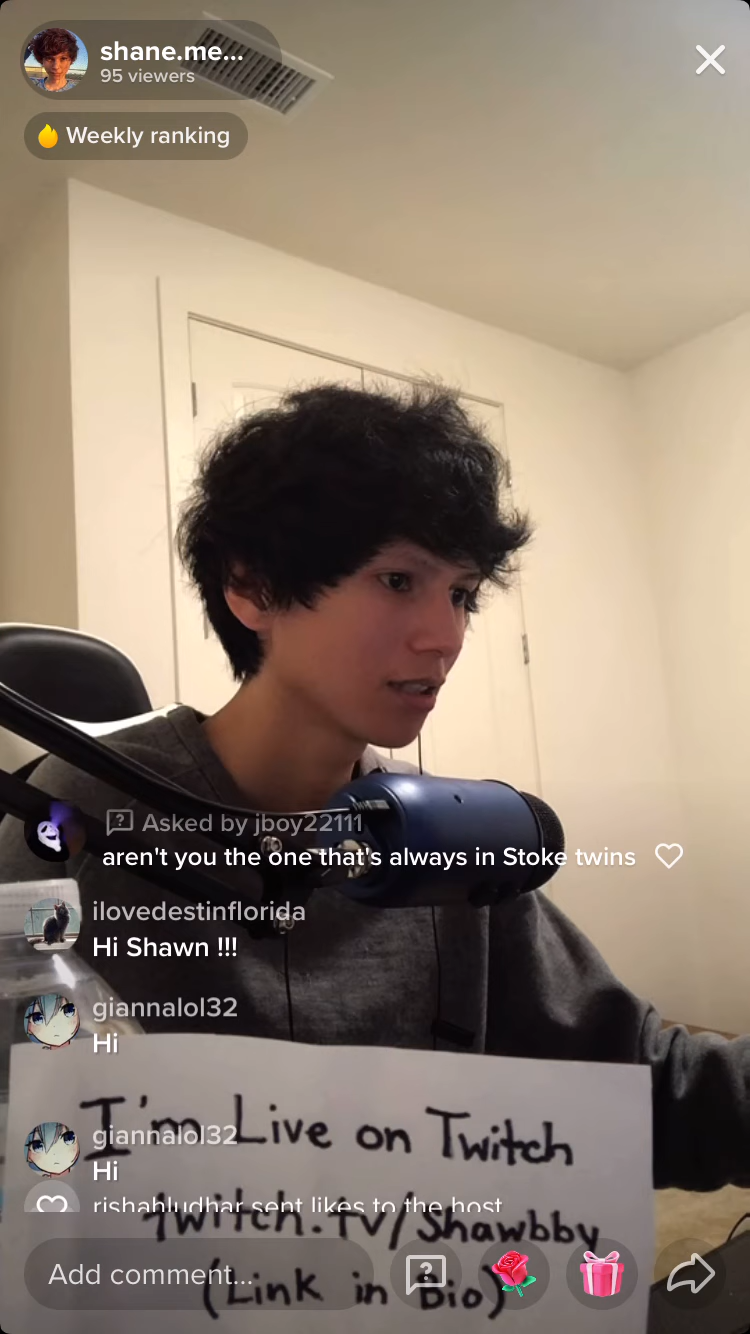 shane.me...
95 viewers
Weekly ranking
Asked by jboy22111
aren't you the one that's always in Stoke twins
ilovedestinflorida
Hi Shawn !!!
giannalol32
Hi
I'm Live on Twitch
giannalol32
Hi
rishahludhar sent likes to the host
twitch.tv/Shawbby
Add comment...
(Link in Bio)